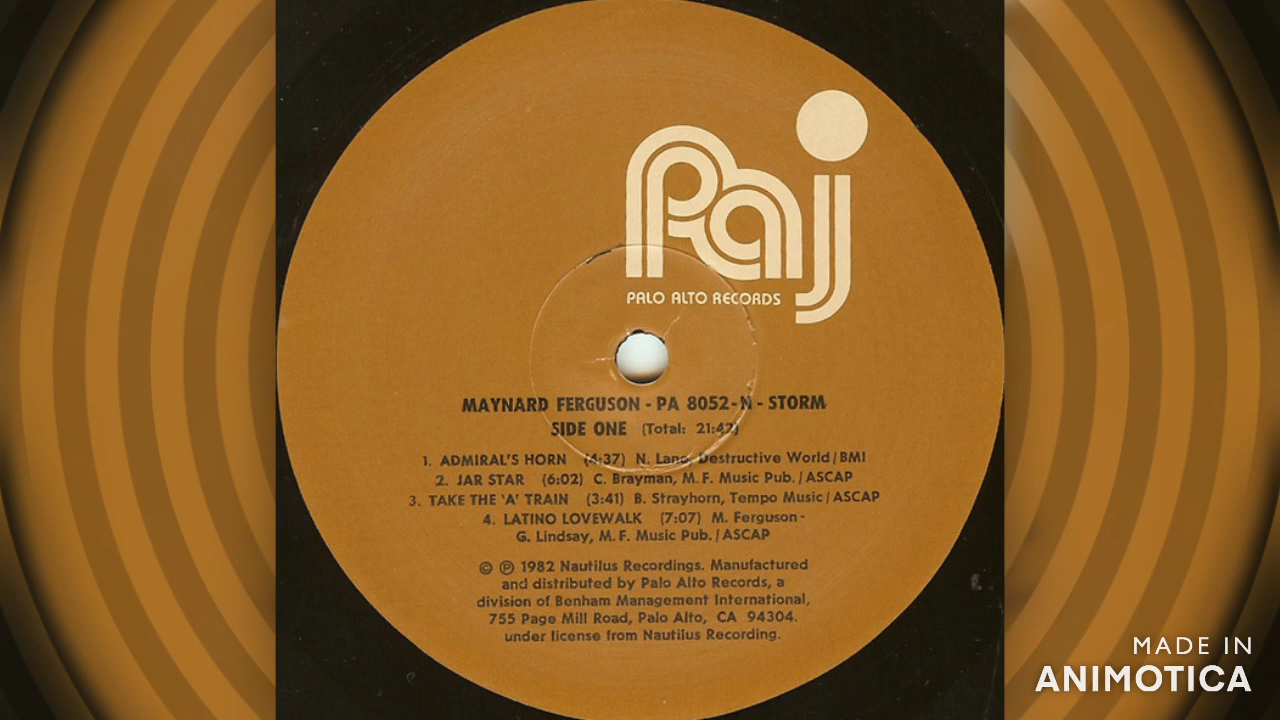 Paj
PALO ALTO RECORDS
MAYNARD FERGUSON - PA 8052-N - STORM
SIDE ONE (Total: 21:42)
1. ADMIRAL'S HORN (4:37) N. Lane, Destructive World/BMI
2. JAR STAR (6:02) C. Brayman, M.F. Music Pub./ASCAP
3. TAKE THE 'A' TRAIN (3:41) B. Strayhorn, Tempo Music/ASCAP
4. LATINO LOVEWALK (7:07) M. Ferguson-
G. Lindsay, M.F. Music Pub./ASCAP
© ℗ 1982 Nautilus Recordings. Manufactured
and distributed by Palo Alto Records, a
division of Benham Management International,
755 Page Mill Road, Palo Alto, CA 94304.
under license from Nautilus Recording.
MADE IN
ANIMOTICA